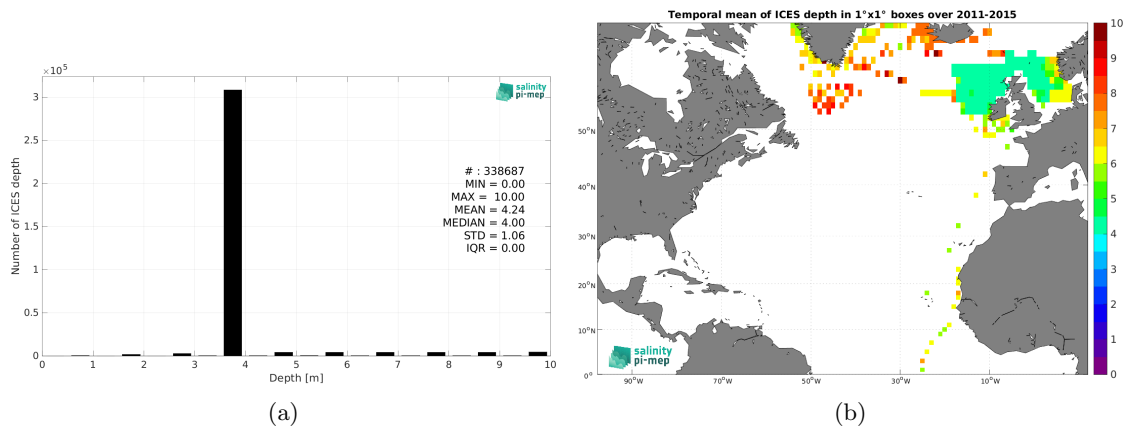 ×10⁵
3
2.5
2
1.5
1
0.5
0
Number of ICES depth
salinity
pi-mep
# : 338687
MIN = 0.00
MAX = 10.00
MEAN = 4.24
MEDIAN = 4.00
STD = 1.06
IQR = 0.00
0 1 2 3 4 5 6 7 8 9 10
Depth [m]
(a)
Temporal mean of ICES depth in 1°x1° boxes over 2011-2015
50°N
40°N
30°N
20°N
10°N
0°
90°W 70°W 50°W 30°W 10°W
salinity
pi-mep
10
9
8
7
6
5
4
3
2
1
0
(b)